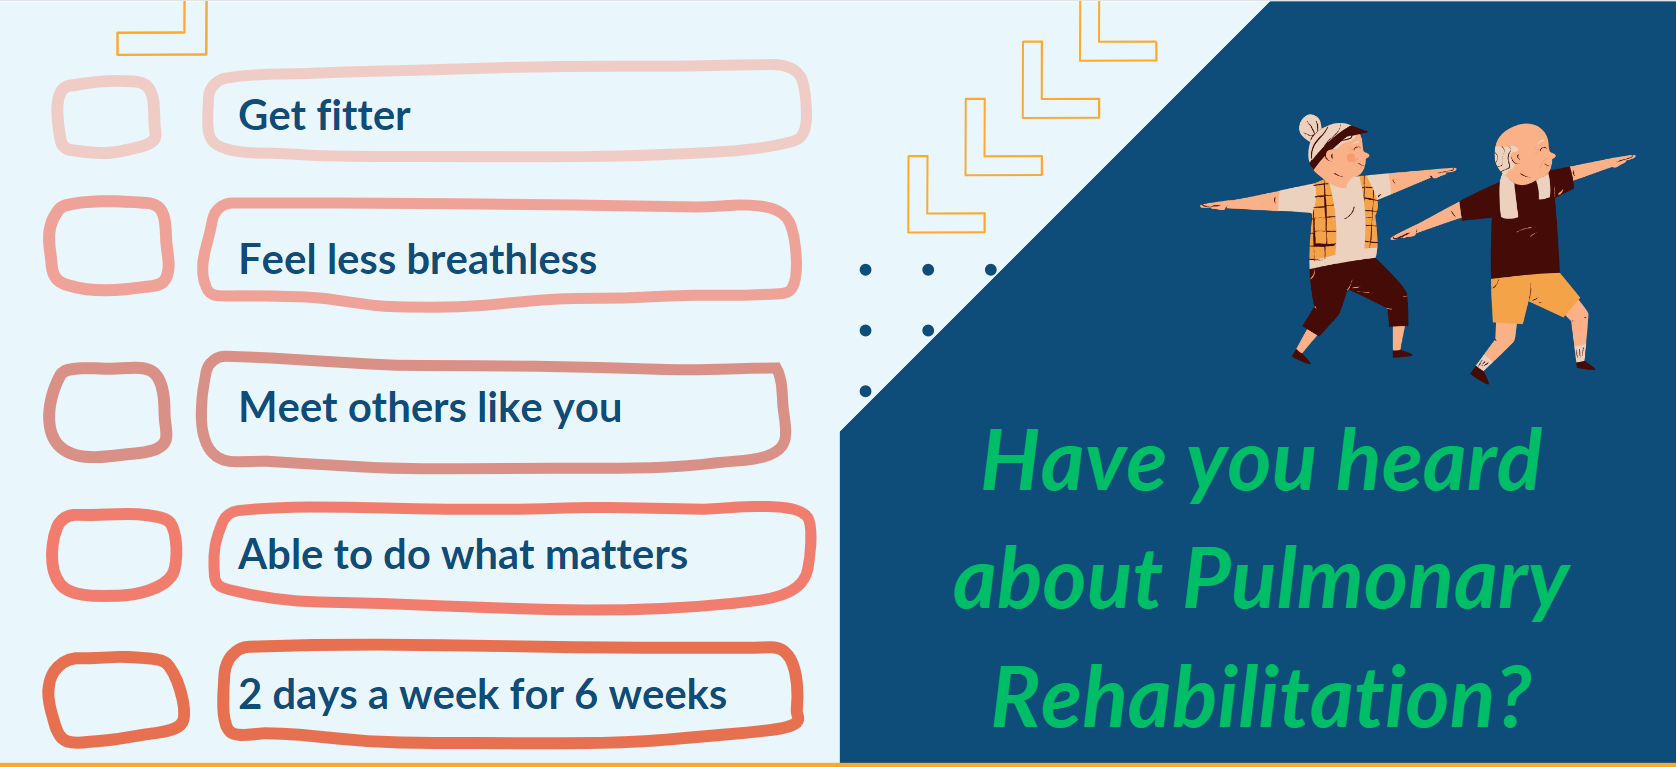 Get fitter
Feel less breathless
Meet others like you
Able to do what matters
2 days a week for 6 weeks
Have you heard
about Pulmonary
Rehabilitation?